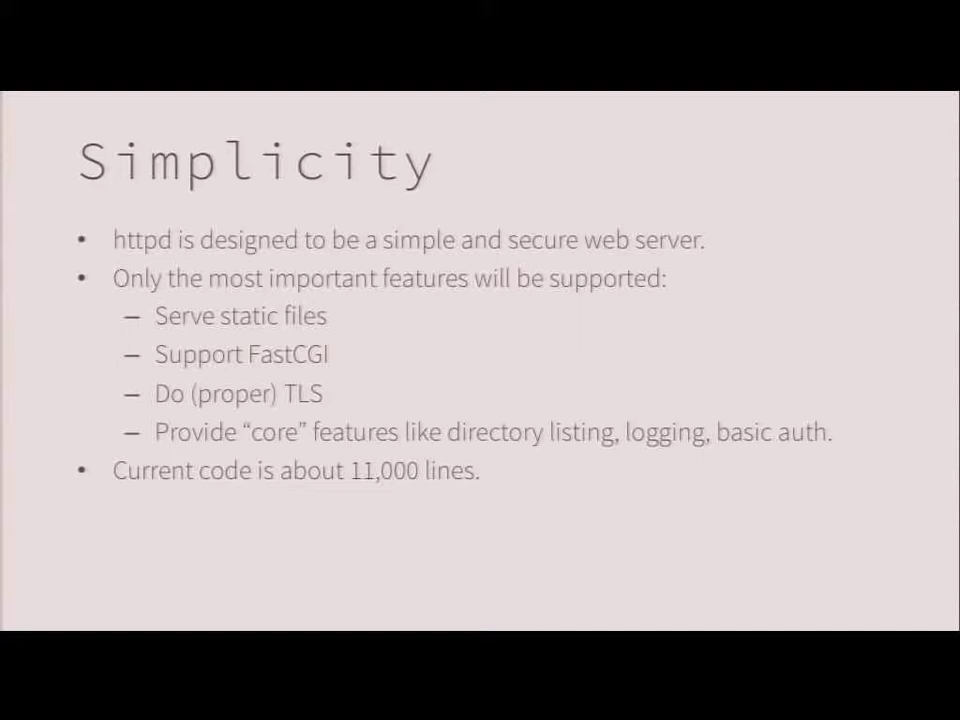 Simplicity
• httpd is designed to be a simple and secure web server.
• Only the most important features will be supported:
– Serve static files
– Support FastCGI
– Do (proper) TLS
– Provide “core” features like directory listing, logging, basic auth.
• Current code is about 11,000 lines.